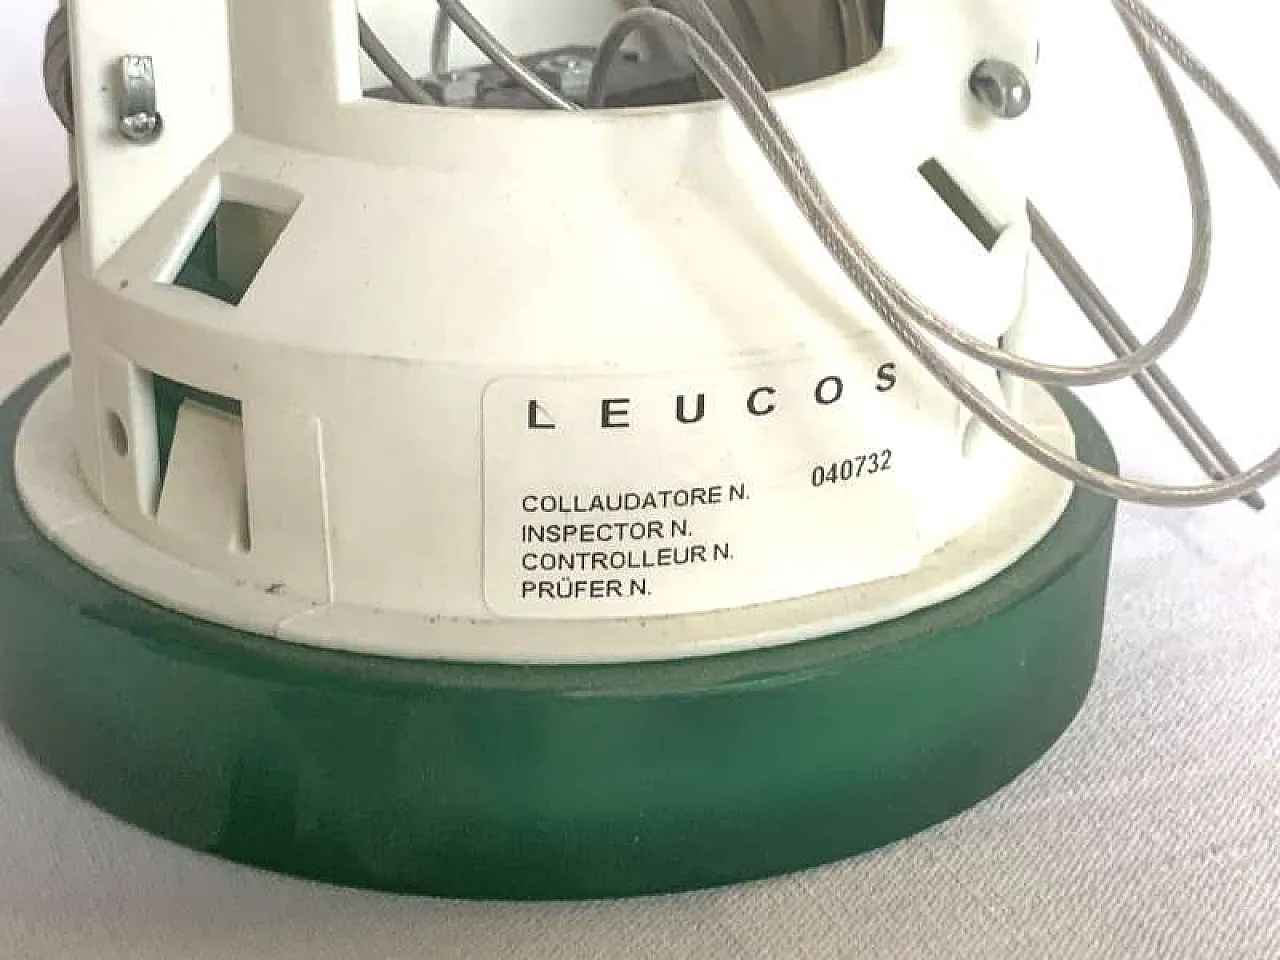 LEUCOS
040732
COLLAUDATORE N.
INSPECTOR N.
CONTROLLEUR N.
PRÜFER N.